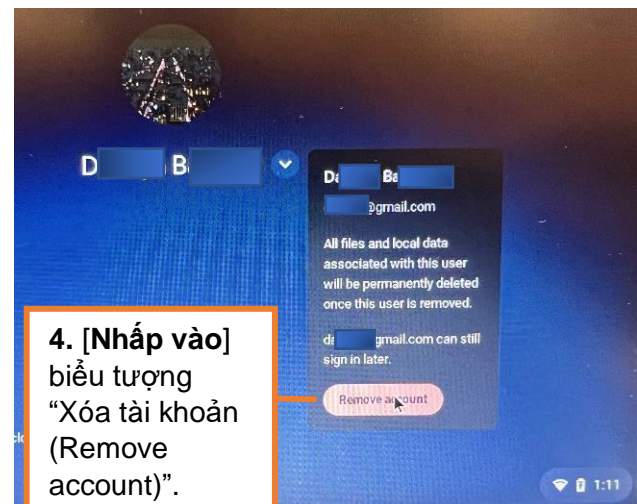 D B
Da Ba
@gmail.com
All files and local data
associated with this user
will be permanently deleted
once this user is removed.
da gmail.com can still
sign in later.
Remove account
4. [Nhấp vào]
biểu tượng
“Xóa tài khoản
(Remove
account)”.
1:11